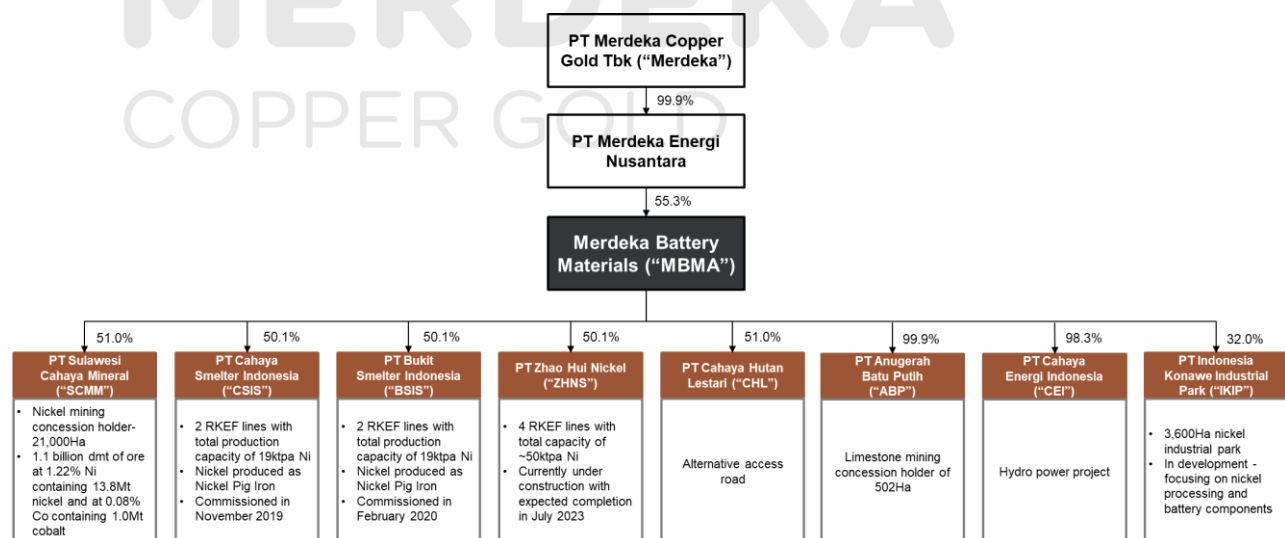 MERDEKA
COPPER GOLD
PT Merdeka Copper
Gold Tbk (“Merdeka”)
99.9%
PT Merdeka Energi
Nusantara
55.3%
Merdeka Battery
Materials (“MBMA”)
51.0%
PT Sulawesi
Cahaya Mineral
(“SCMM”)
• Nickel mining
concession holder-
21,000Ha
• 1.1 billion dmt of ore
at 1.22% Ni
containing 13.8Mt
nickel and at 0.08%
Co containing 1.0Mt
cobalt
50.1%
PT Cahaya
Smelter Indonesia
(“CSIS”)
• 2 RKEF lines with
total production
capacity of 19ktpa Ni
• Nickel produced as
Nickel Pig Iron
• Commissioned in
November 2019
50.1%
PT Bukit
Smelter Indonesia
(“BSIS”)
• 2 RKEF lines with
total production
capacity of 19ktpa Ni
• Nickel produced as
Nickel Pig Iron
• Commissioned in
February 2020
50.1%
PT Zhao Hui Nickel
(“ZHNS”)
• 4 RKEF lines with
total capacity of
~50ktpa Ni
• Currently under
construction with
expected completion
in July 2023
51.0%
PT Cahaya Hutan
Lestari (“CHL”)
Alternative access
road
99.9%
PT Anugerah
Batu Putih
(“ABP”)
Limestone mining
concession holder of
502Ha
98.3%
PT Cahaya
Energi Indonesia
(“CEI”)
Hydro power project
32.0%
PT Indonesia
Konawe Industrial
Park (“IKIP”)
• 3,600Ha nickel
industrial park
• In development -
focusing on nickel
processing and
battery components